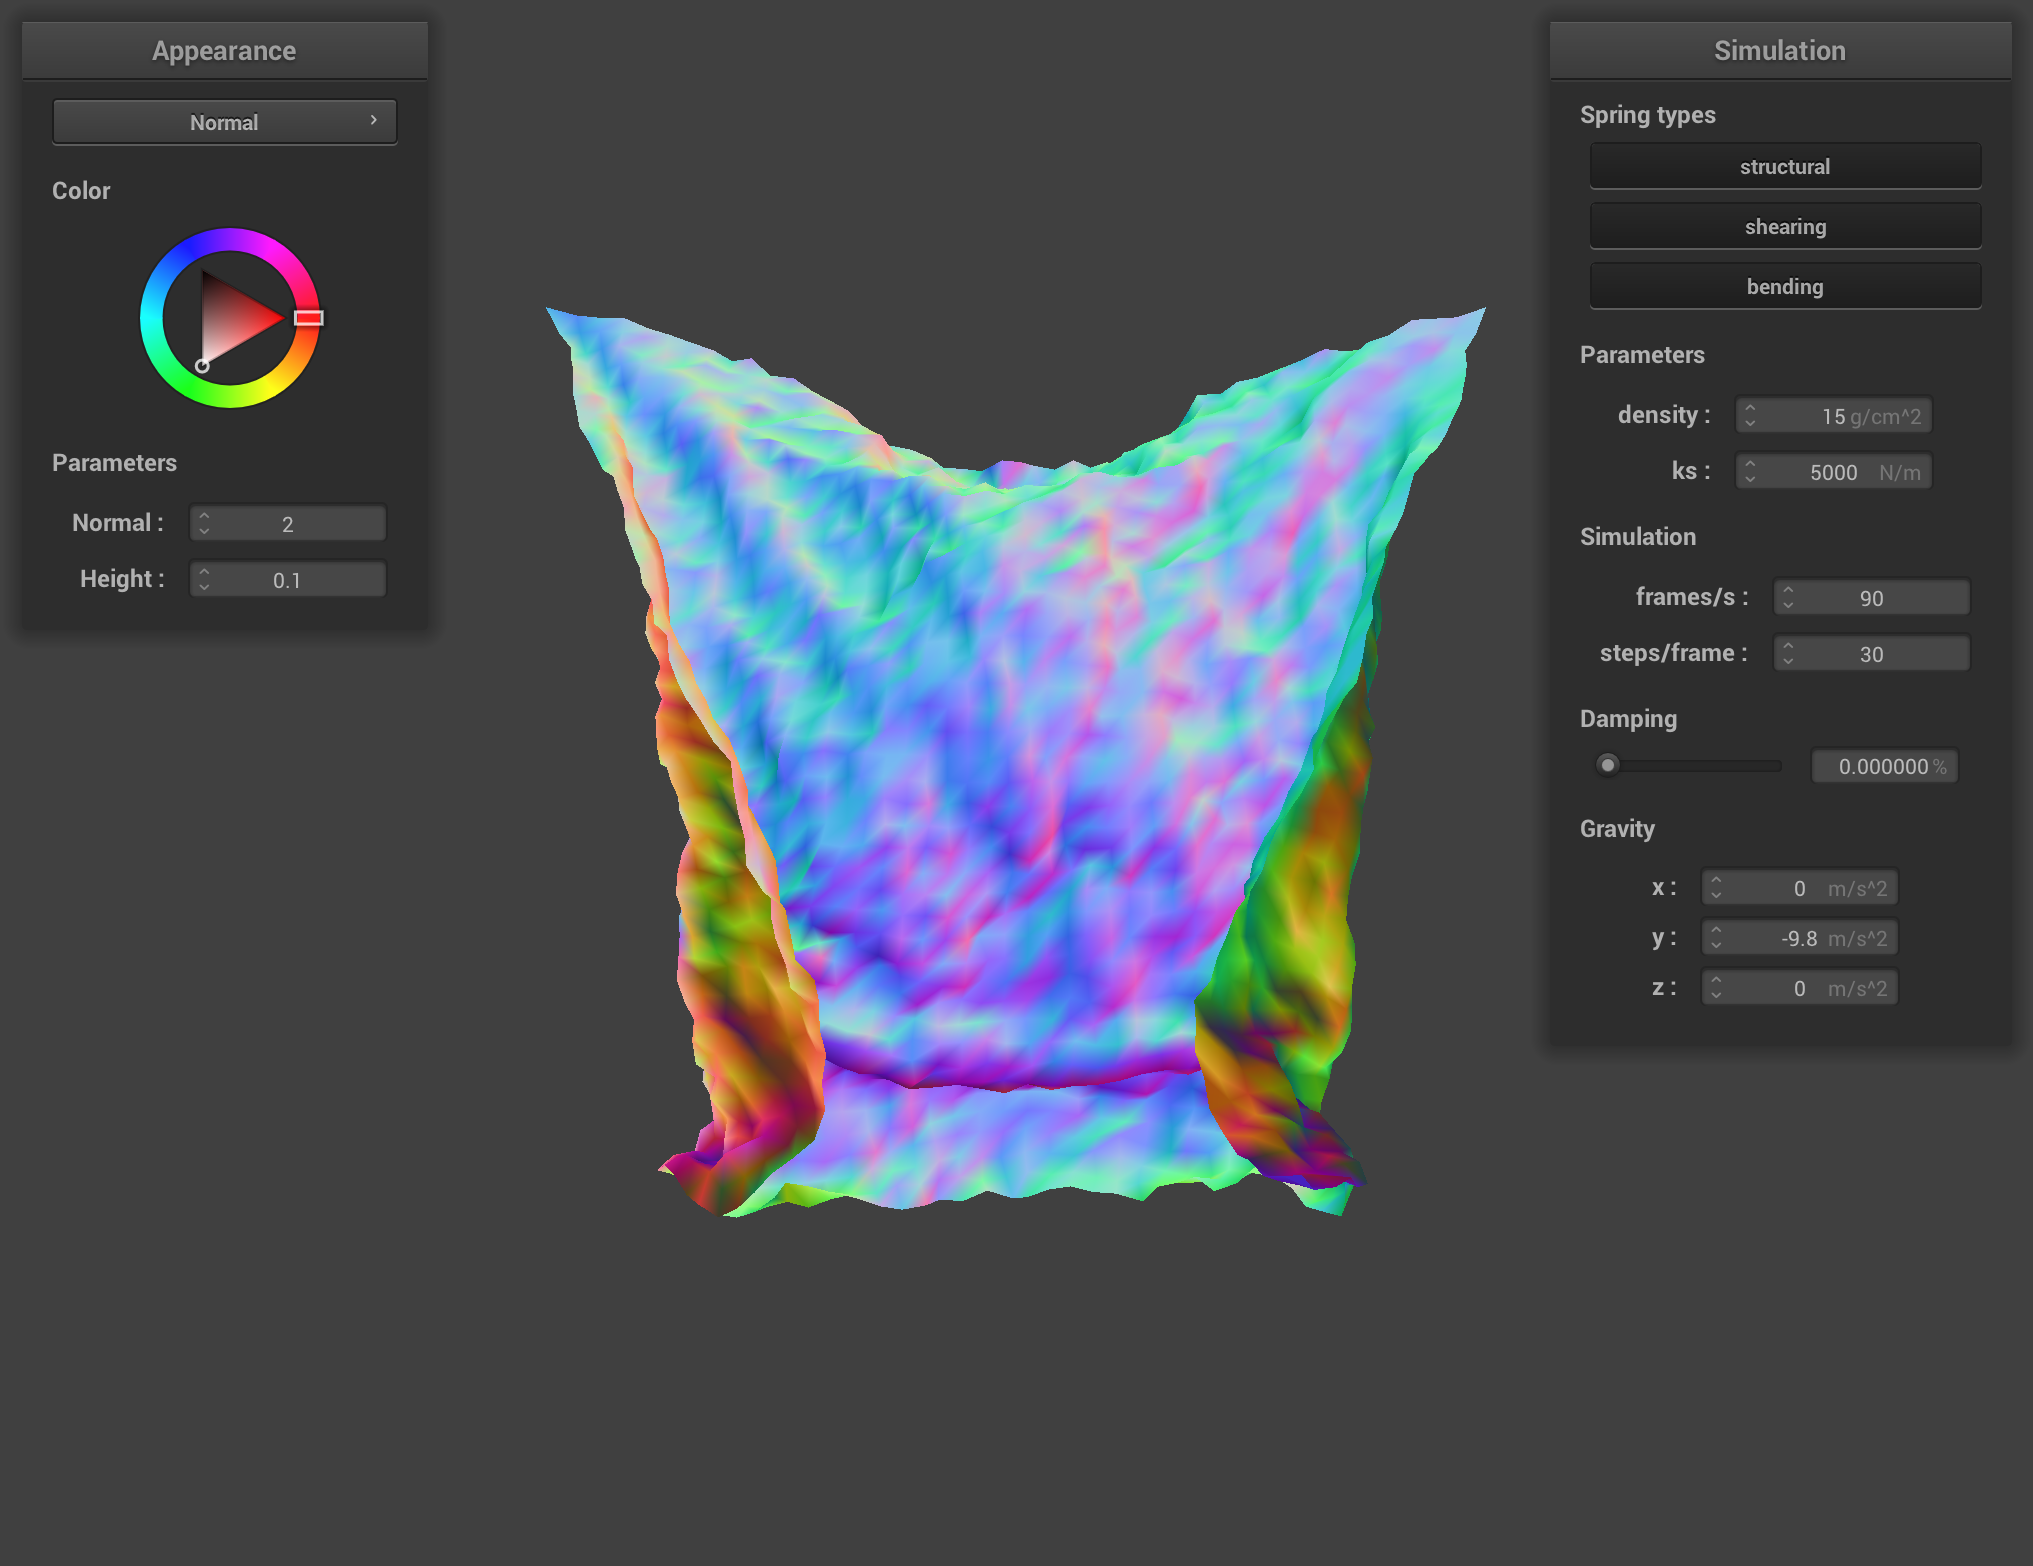 Appearance
Normal
Color
Parameters
Normal : 2
Height : 0.1
Simulation
Spring types
structural
shearing
bending
Parameters
density : 15 g/cm^2
ks : 5000 N/m
Simulation
frames/s : 90
steps/frame : 30
Damping
0.000000 %
Gravity
x : 0 m/s^2
y : -9.8 m/s^2
z : 0 m/s^2